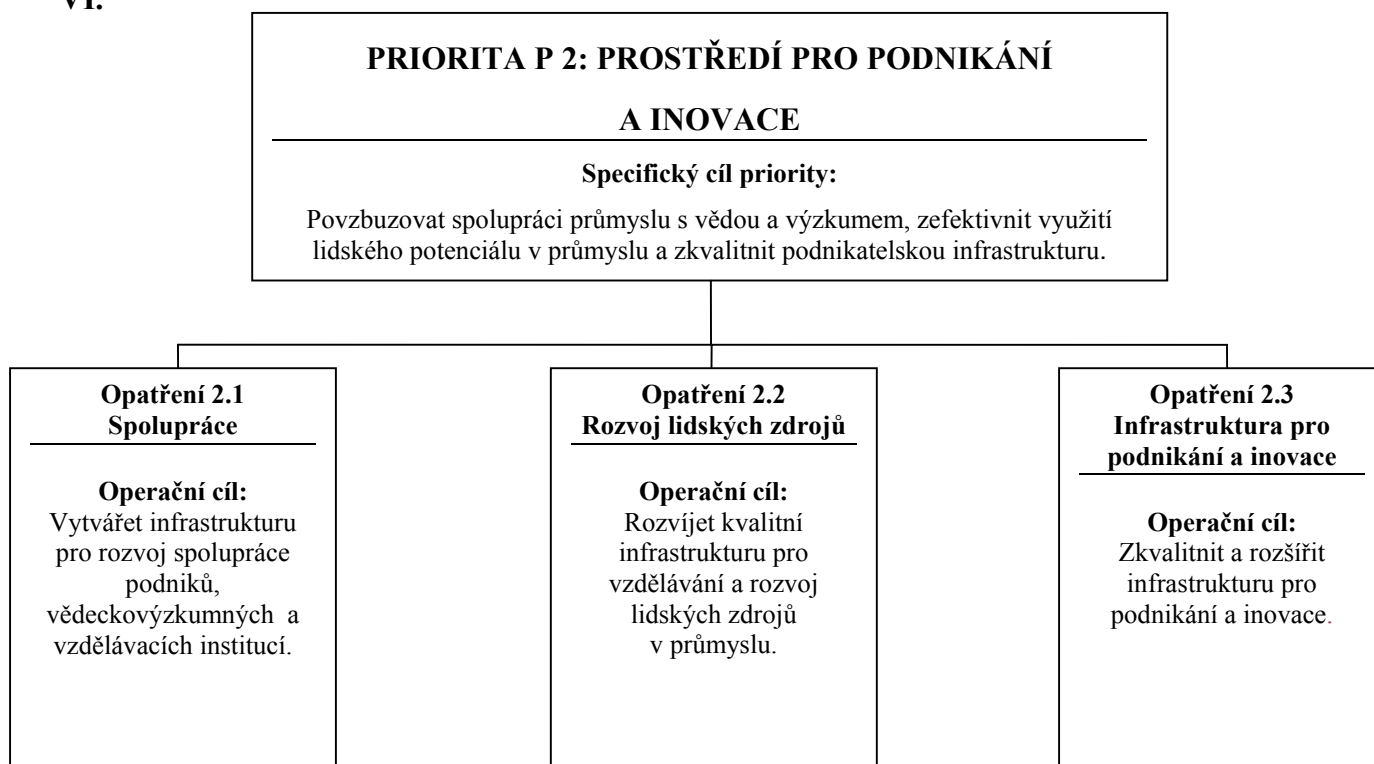 VI.
PRIORITA P 2: PROSTŘEDÍ PRO PODNIKÁNÍ
A INOVACE
Specifický cíl priority:
Povzbuzovat spolupráci průmyslu s vědou a výzkumem, zefektivnit využití
lidského potenciálu v průmyslu a zkvalitnit podnikatelskou infrastrukturu.
Opatření 2.1
Spolupráce
Operační cíl:
Vytvářet infrastrukturu
pro rozvoj spolupráce
podniků,
vědeckovýzkumných a
vzdělávacích institucí.
Opatření 2.2
Rozvoj lidských zdrojů
Operační cíl:
Rozvíjet kvalitní
infrastrukturu pro
vzdělávání a rozvoj
lidských zdrojů
v průmyslu.
Opatření 2.3
Infrastruktura pro
podnikání a inovace
Operační cíl:
Zkvalitnit a rozšířit
infrastrukturu pro
podnikání a inovace.